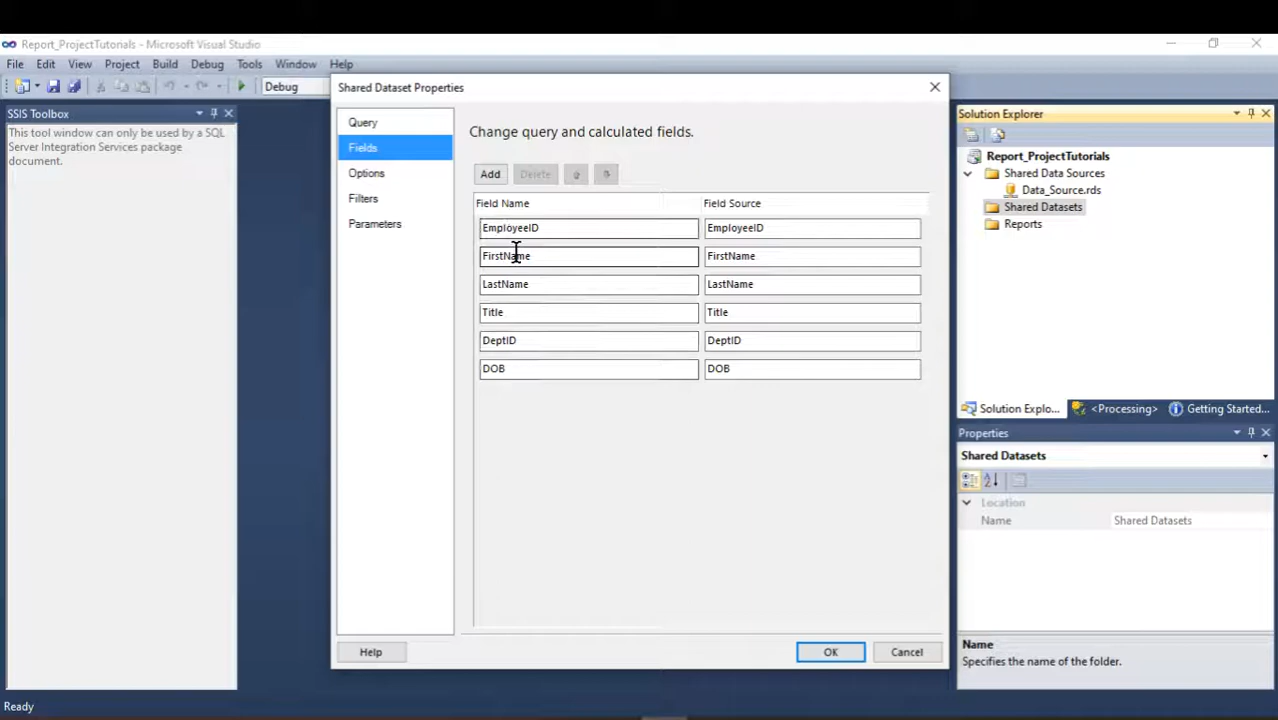 Report_ProjectTutorials - Microsoft Visual Studio
File Edit View Project Build Debug Tools Window Help
Debug
SSIS Toolbox
This tool window can only be used by a SQL
Server Integration Services package
document.
Shared Dataset Properties
Query
Fields
Options
Filters
Parameters
Change query and calculated fields.
Add Delete
Field Name Field Source
EmployeeID EmployeeID
FirstName FirstName
LastName LastName
Title Title
DeptID DeptID
DOB DOB
Help OK Cancel
Solution Explorer
Report_ProjectTutorials
Shared Data Sources
Data_Source.rds
Shared Datasets
Reports
Solution Explo... <Processing> Getting Started...
Properties
Shared Datasets
Location
Name Shared Datasets
Name
Specifies the name of the folder.
Ready